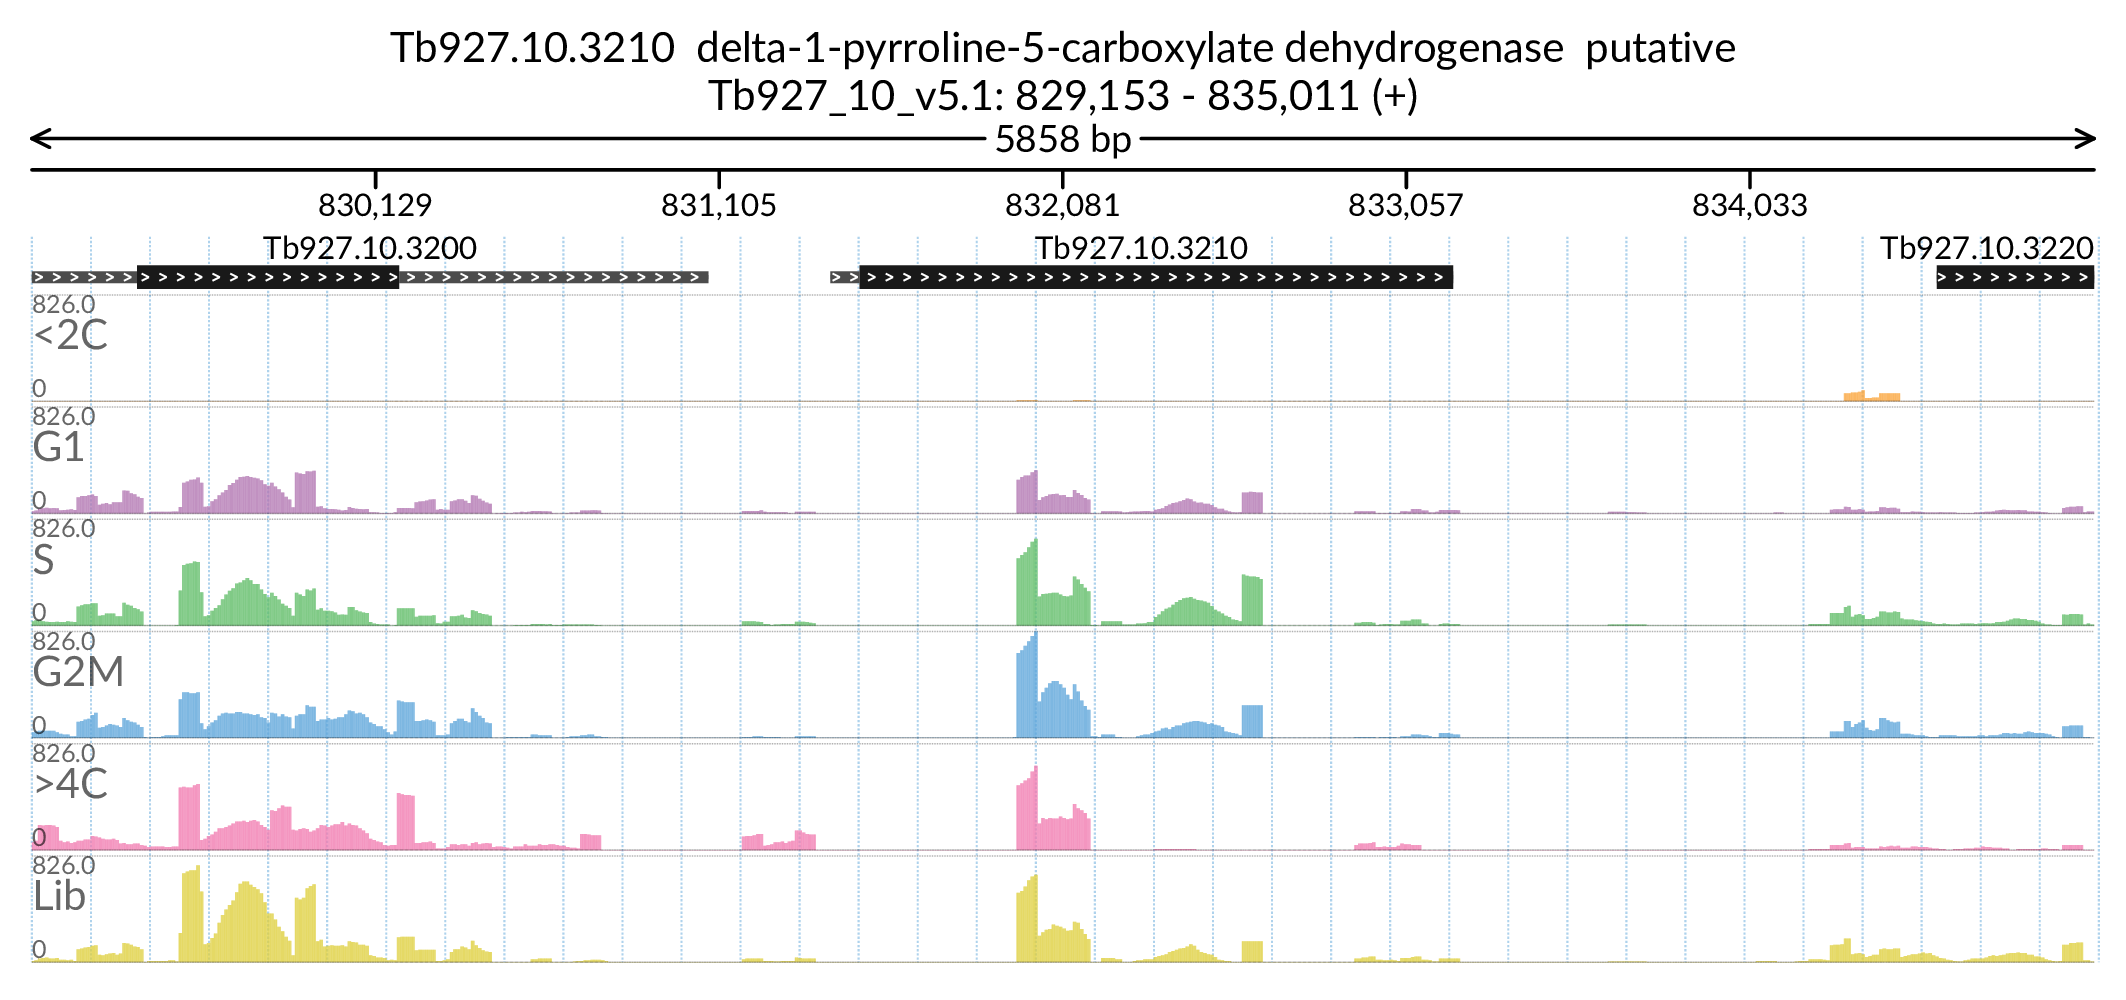 Tb927.10.3210  delta-1-pyrroline-5-carboxylate dehydrogenase  putative
Tb927_10_v5.1: 829,153 - 835,011 (+)
5858 bp
830,129 831,105 832,081 833,057 834,033
Tb927.10.3200 Tb927.10.3210 Tb927.10.3220
826.0
<2C
0
826.0
G1
0
826.0
S
0
826.0
G2M
0
826.0
>4C
0
826.0
Lib
0